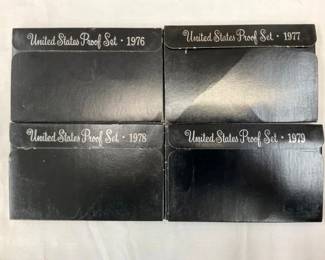 United States Proof Set · 1976
United States Proof Set · 1977
United States Proof Set · 1978
United States Proof Set · 1979